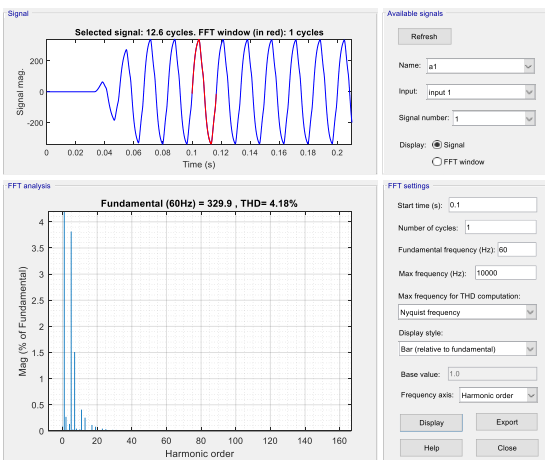 Signal
Selected signal: 12.6 cycles. FFT window (in red): 1 cycles
Signal mag.
200
0
-200
0 0.02 0.04 0.06 0.08 0.1 0.12 0.14 0.16 0.18 0.2
Time (s)
Available signals
Refresh
Name: a1
Input: input 1
Signal number: 1
Display: Signal
FFT window
FFT analysis
Fundamental (60Hz) = 329.9 , THD= 4.18%
Mag (% of Fundamental)
4
3.5
3
2.5
2
1.5
1
0.5
0
0 20 40 60 80 100 120 140 160
Harmonic order
FFT settings
Start time (s): 0.1
Number of cycles: 1
Fundamental frequency (Hz): 60
Max frequency (Hz): 10000
Max frequency for THD computation:
Nyquist frequency
Display style:
Bar (relative to fundamental)
Base value: 1.0
Frequency axis: Harmonic order
Display Export
Help Close